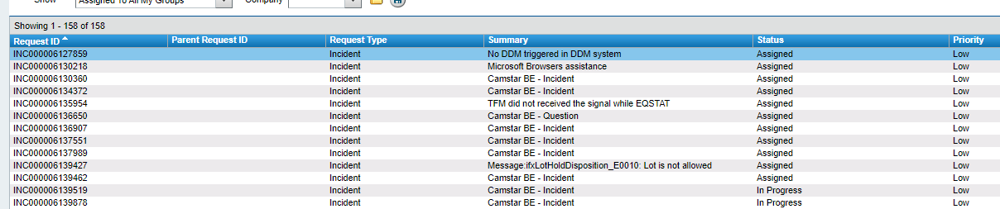 Show Assigned To All My Groups Company
Showing 1 - 158 of 158
Request ID Parent Request ID Request Type Summary Status Priority
INC000006127859 Incident No DDM triggered in DDM system Assigned Low
INC000006130218 Incident Microsoft Browsers assistance Assigned Low
INC000006130360 Incident Camstar BE - Incident Assigned Low
INC000006134372 Incident Camstar BE - Incident Assigned Low
INC000006135954 Incident TFM did not received the signal while EQSTAT Assigned Low
INC000006136650 Incident Camstar BE - Question Assigned Low
INC000006136907 Incident Camstar BE - Incident Assigned Low
INC000006137551 Incident Camstar BE - Incident Assigned Low
INC000006137989 Incident Camstar BE - Incident Assigned Low
INC000006139427 Incident Message:ifxLotHoldDisposition_E0010: Lot is not allowed Assigned Low
INC000006139462 Incident Camstar BE - Incident Assigned Low
INC000006139519 Incident Camstar BE - Incident In Progress Low
INC000006139878 Incident Camstar BE - Incident In Progress Low